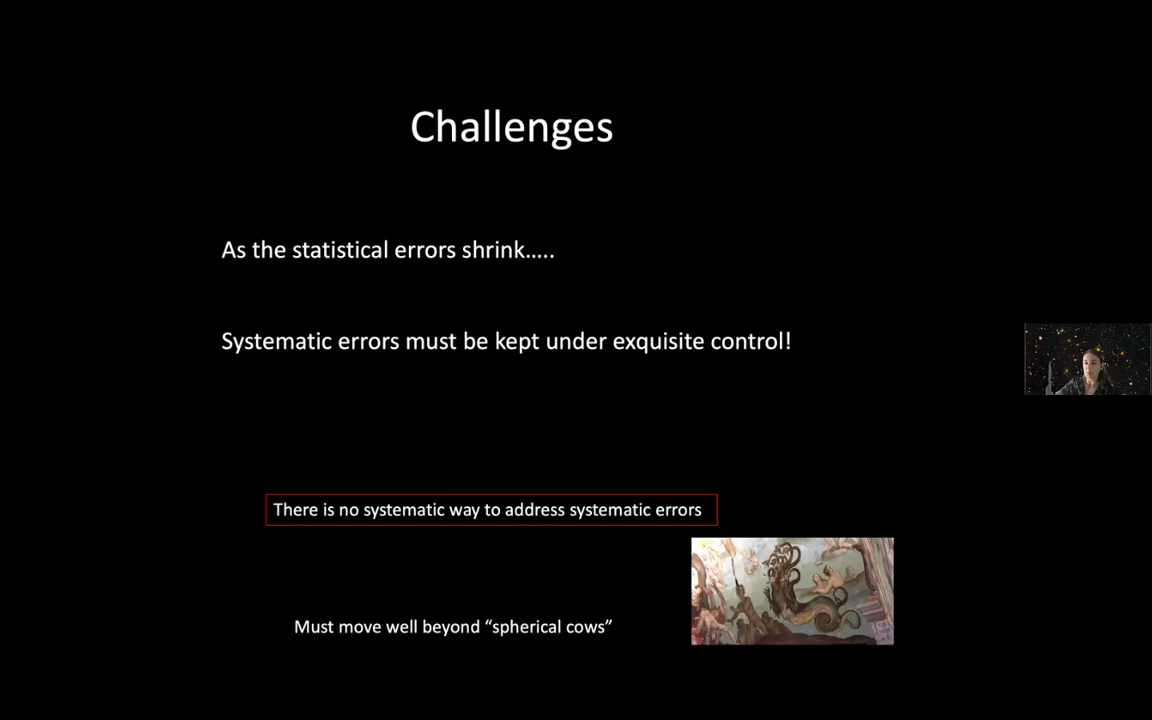 Challenges
As the statistical errors shrink.....
Systematic errors must be kept under exquisite control!
There is no systematic way to address systematic errors
Must move well beyond “spherical cows”